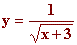 y = 1/√(x+3)